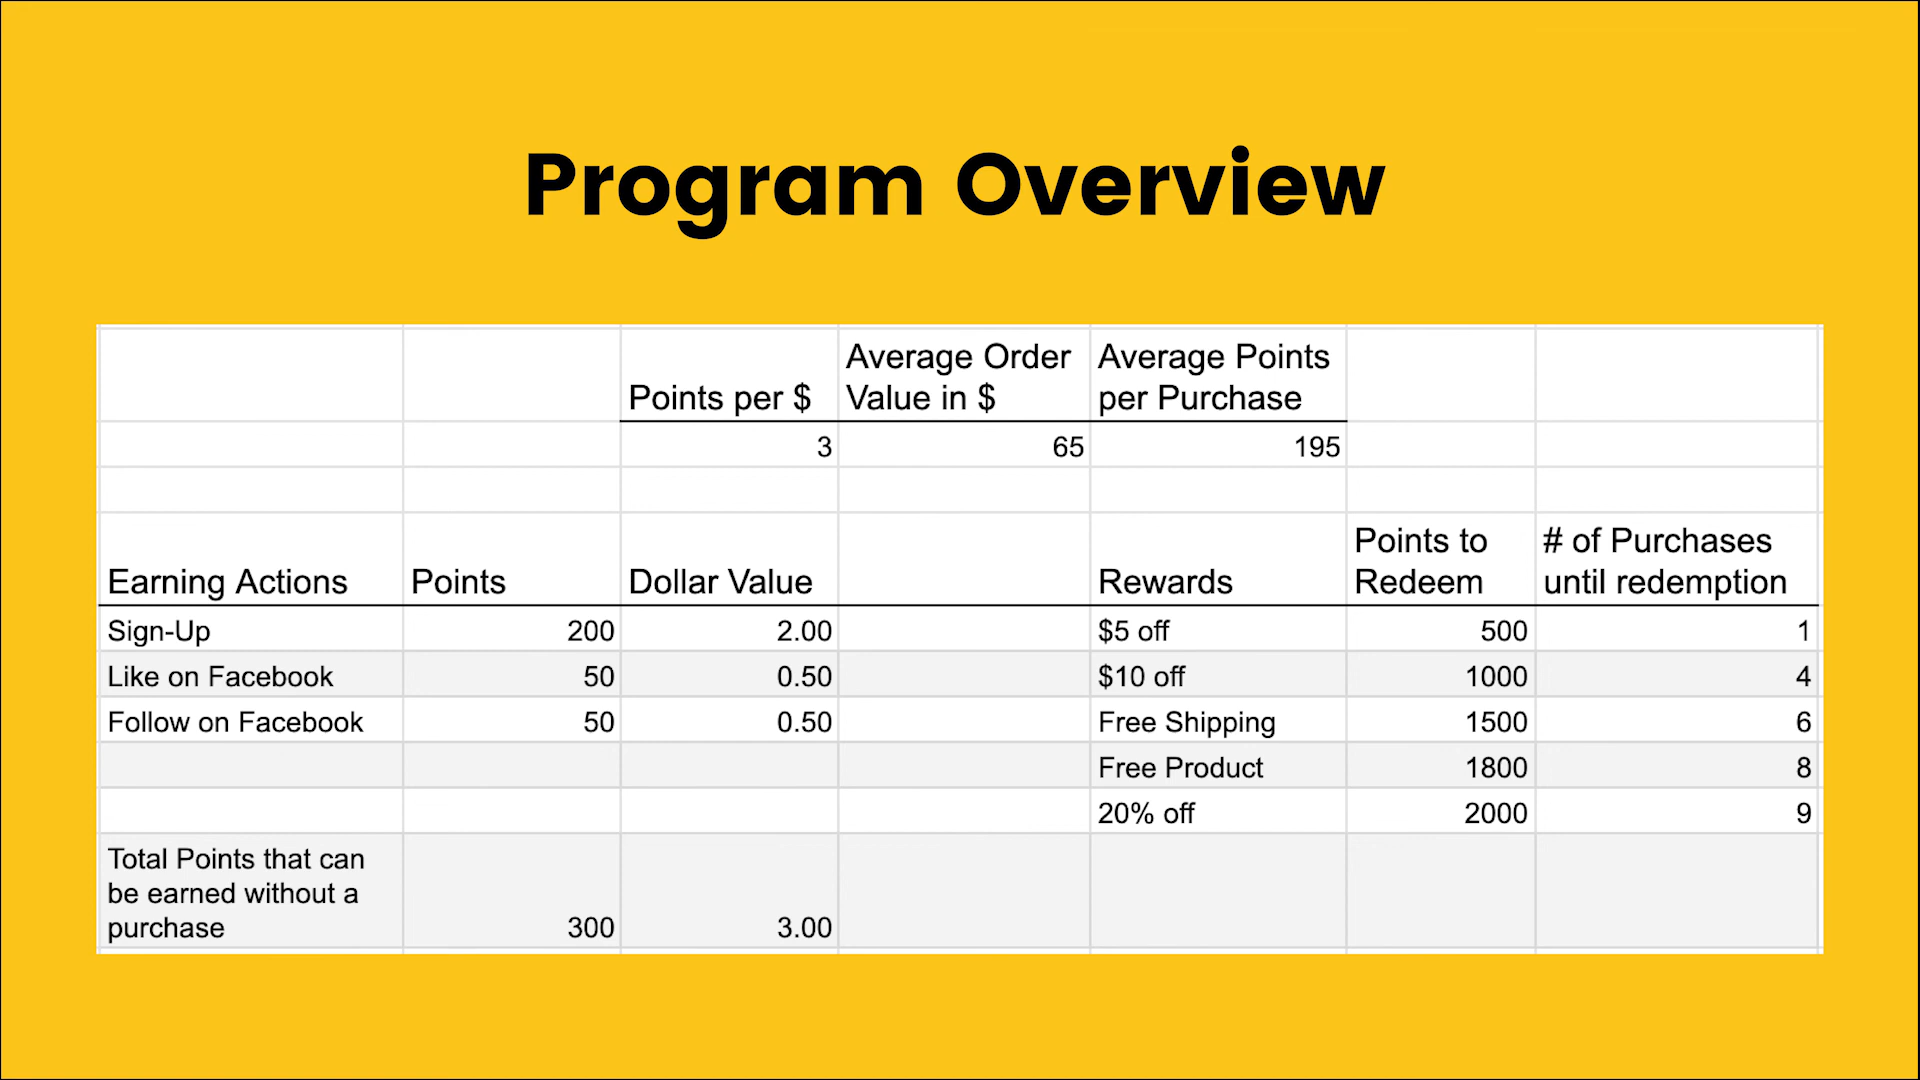 Program Overview
Points per $ Average Order Value in $ Average Points per Purchase
3 65 195
Earning Actions Points Dollar Value Rewards Points to Redeem # of Purchases until redemption
Sign-Up 200 2.00 $5 off 500 1
Like on Facebook 50 0.50 $10 off 1000 4
Follow on Facebook 50 0.50 Free Shipping 1500 6
Free Product 1800 8
20% off 2000 9
Total Points that can be earned without a purchase 300 3.00